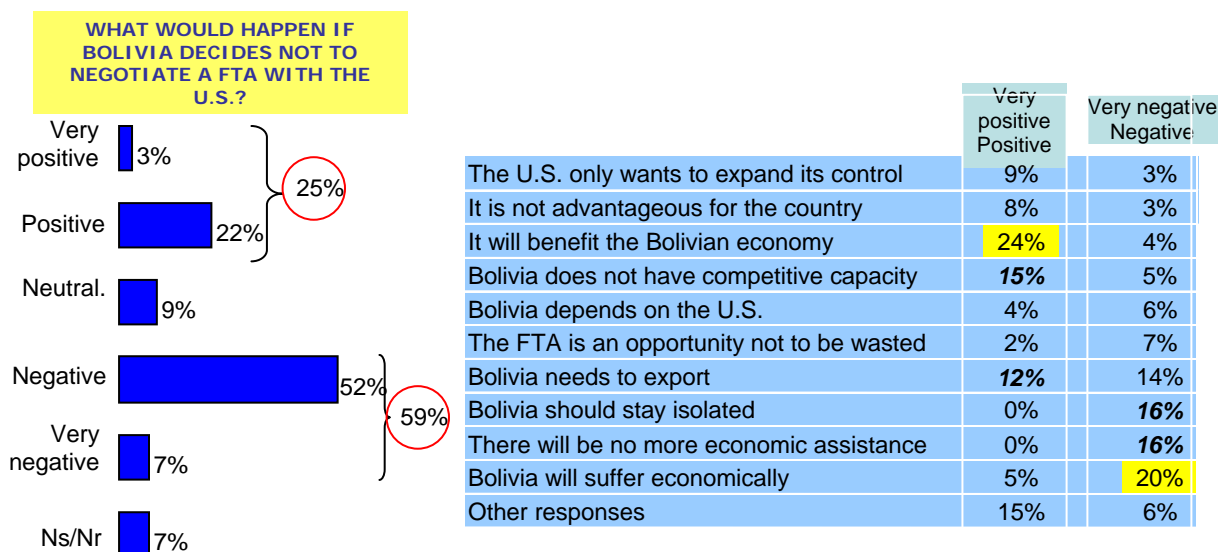 WHAT WOULD HAPPEN IF
BOLIVIA DECIDES NOT TO
NEGOTIATE A FTA WITH THE
U.S.?
Very
positive
3%
25%
Positive
22%
Neutral.
9%
Negative
52%
59%
Very
negative
7%
Ns/Nr
7%
Very
positive
Positive
Very negative
Negative
The U.S. only wants to expand its control 9% 3%
It is not advantageous for the country 8% 3%
It will benefit the Bolivian economy 24% 4%
Bolivia does not have competitive capacity 15% 5%
Bolivia depends on the U.S. 4% 6%
The FTA is an opportunity not to be wasted 2% 7%
Bolivia needs to export 12% 14%
Bolivia should stay isolated 0% 16%
There will be no more economic assistance 0% 16%
Bolivia will suffer economically 5% 20%
Other responses 15% 6%